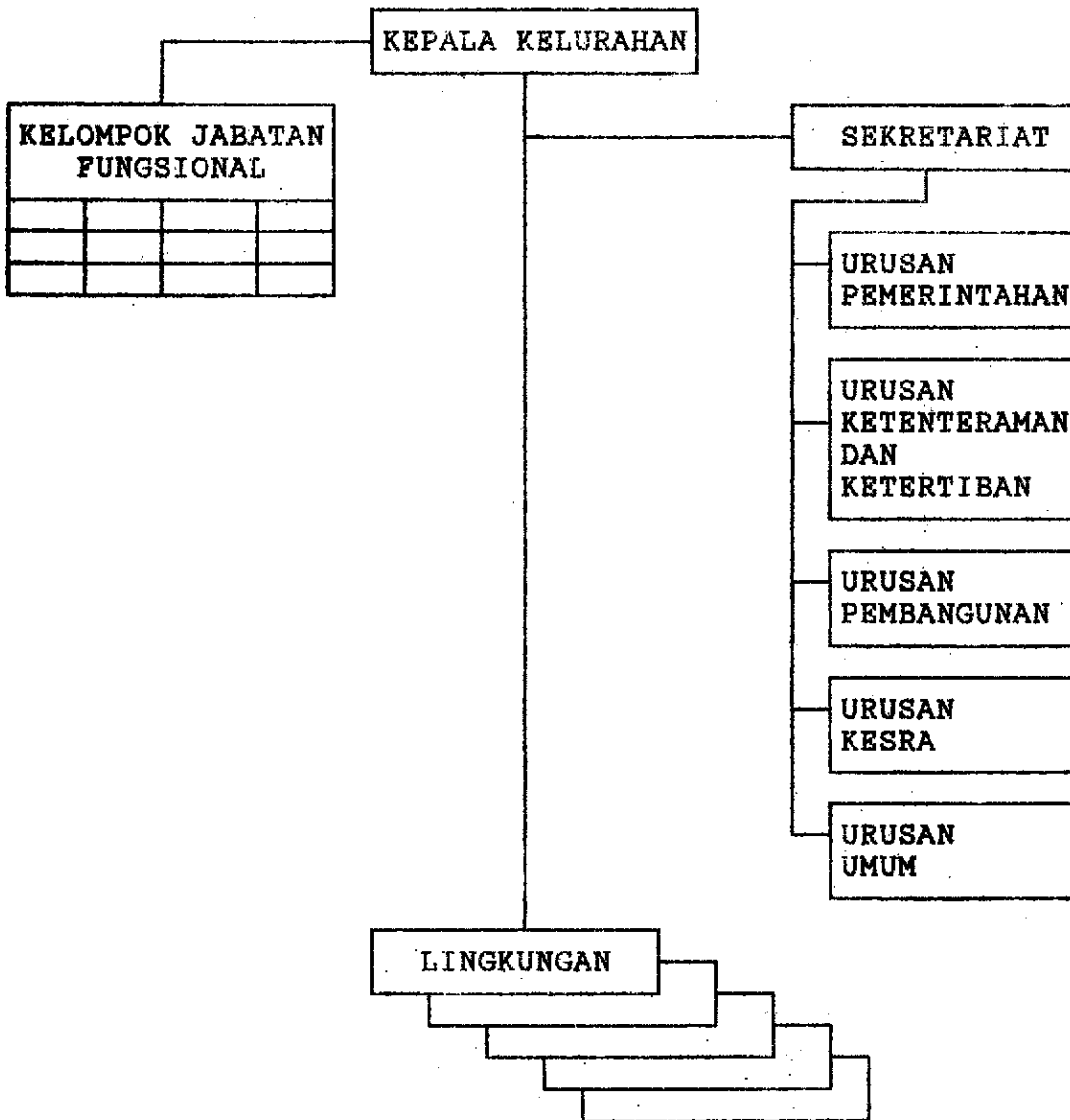 KEPALA KELURAHAN
KELOMPOK JABATAN
FUNGSIONAL
SEKRETARIAT
URUSAN
PEMERINTAHAN
URUSAN
KETENTERAMAN
DAN
KETERTIBAN
URUSAN
PEMBANGUNAN
URUSAN
KESRA
URUSAN
UMUM
LINGKUNGAN